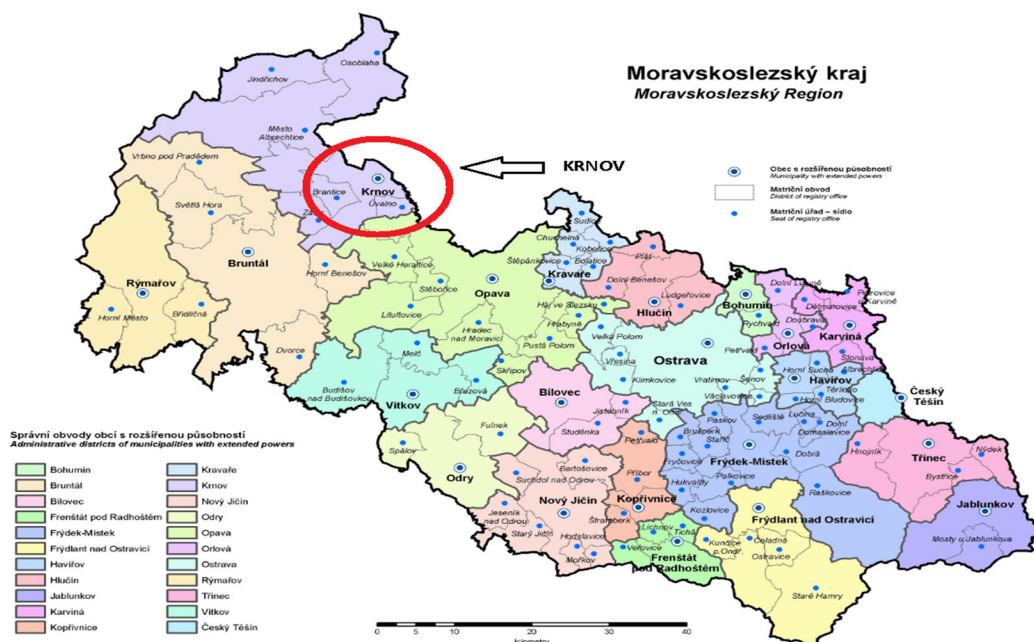 Moravskoslezský kraj
Moravskoslezský Region
Osoblaha
Jindřichov
Město
Albrechtice
KRNOV
Obec s rozšířenou působností
Municipality with extended powers
Matriční obvod
District of registry office
Matriční úřad – sídlo
Seat of registry office
Vrbno pod Pradědem
Brantice
Krnov
Úvalno
Světlá Hora
Bruntál
Horní Benešov
Rýmařov
Horní Město
Břidličná
Dvorce
Velké Heraltice
Stěbořice
Opava
Litultovice
Hradec
nad Moravicí
Háj ve Slezsku
Hrabyně
Pustá Polom
Skřipov
Chuchelná
Kobeřice
Štěpánkovice
Bolatice
Kravaře
Píšť
Dolní Benešov
Ludgeřovice
Hlučín
Bohumín
Rychvald
Dolní Lutyně
Dětmarovice
Petrovice
u Karviné
Doubrava
Orlová
Karviná
Petřvald
Stonava
Horní Suchá
Albrechtice
Havířov
Těrlicko
Horní Bludovice
Český
Těšín
Velká Polom
Vřesina
Ostrava
Klimkovice
Vratimov
Šenov
Václavovice
Stará Ves
n. Ondř.
Melč
Budišov
nad Budišovkou
Vítkov
Březová
Bílovec
Jistebník
Studénka
Fulnek
Spálov
Odry
Paskov
Sedliště
Lučina
Dolní
Domaslavice
Brušperk
Staříč
Fryčovice
Frýdek-Místek
Dobrá
Hukvaldy
Palkovice
Raškovice
Kozlovice
Hnojník
Třinec
Nýdek
Bystřice
Jablunkov
Mosty u Jablunkova
Petřvald
Příbor
Kopřivnice
Štramberk
Bartošovice
Suchdol nad Odrou
Nový Jičín
Jeseník
nad Odrou
Starý Jičín
Hodslavice
Mořkov
Lichnov
Tichá
Veřovice
Frenštát
pod Radhoštěm
Frýdlant nad Ostravicí
Kunčice
p.Ondř.
Čeladná
Ostravice
Staré Hamry
Správní obvody obcí s rozšířenou působností
Administrative districts of municipalities with extended powers
Bohumín
Bruntál
Bílovec
Frenštát pod Radhoštěm
Frýdek-Místek
Frýdlant nad Ostravicí
Havířov
Hlučín
Jablunkov
Karviná
Kopřivnice
Kravaře
Krnov
Nový Jičín
Odry
Opava
Orlová
Ostrava
Rýmařov
Třinec
Vítkov
Český Těšín
0 5 10 20 30 40
kilometry